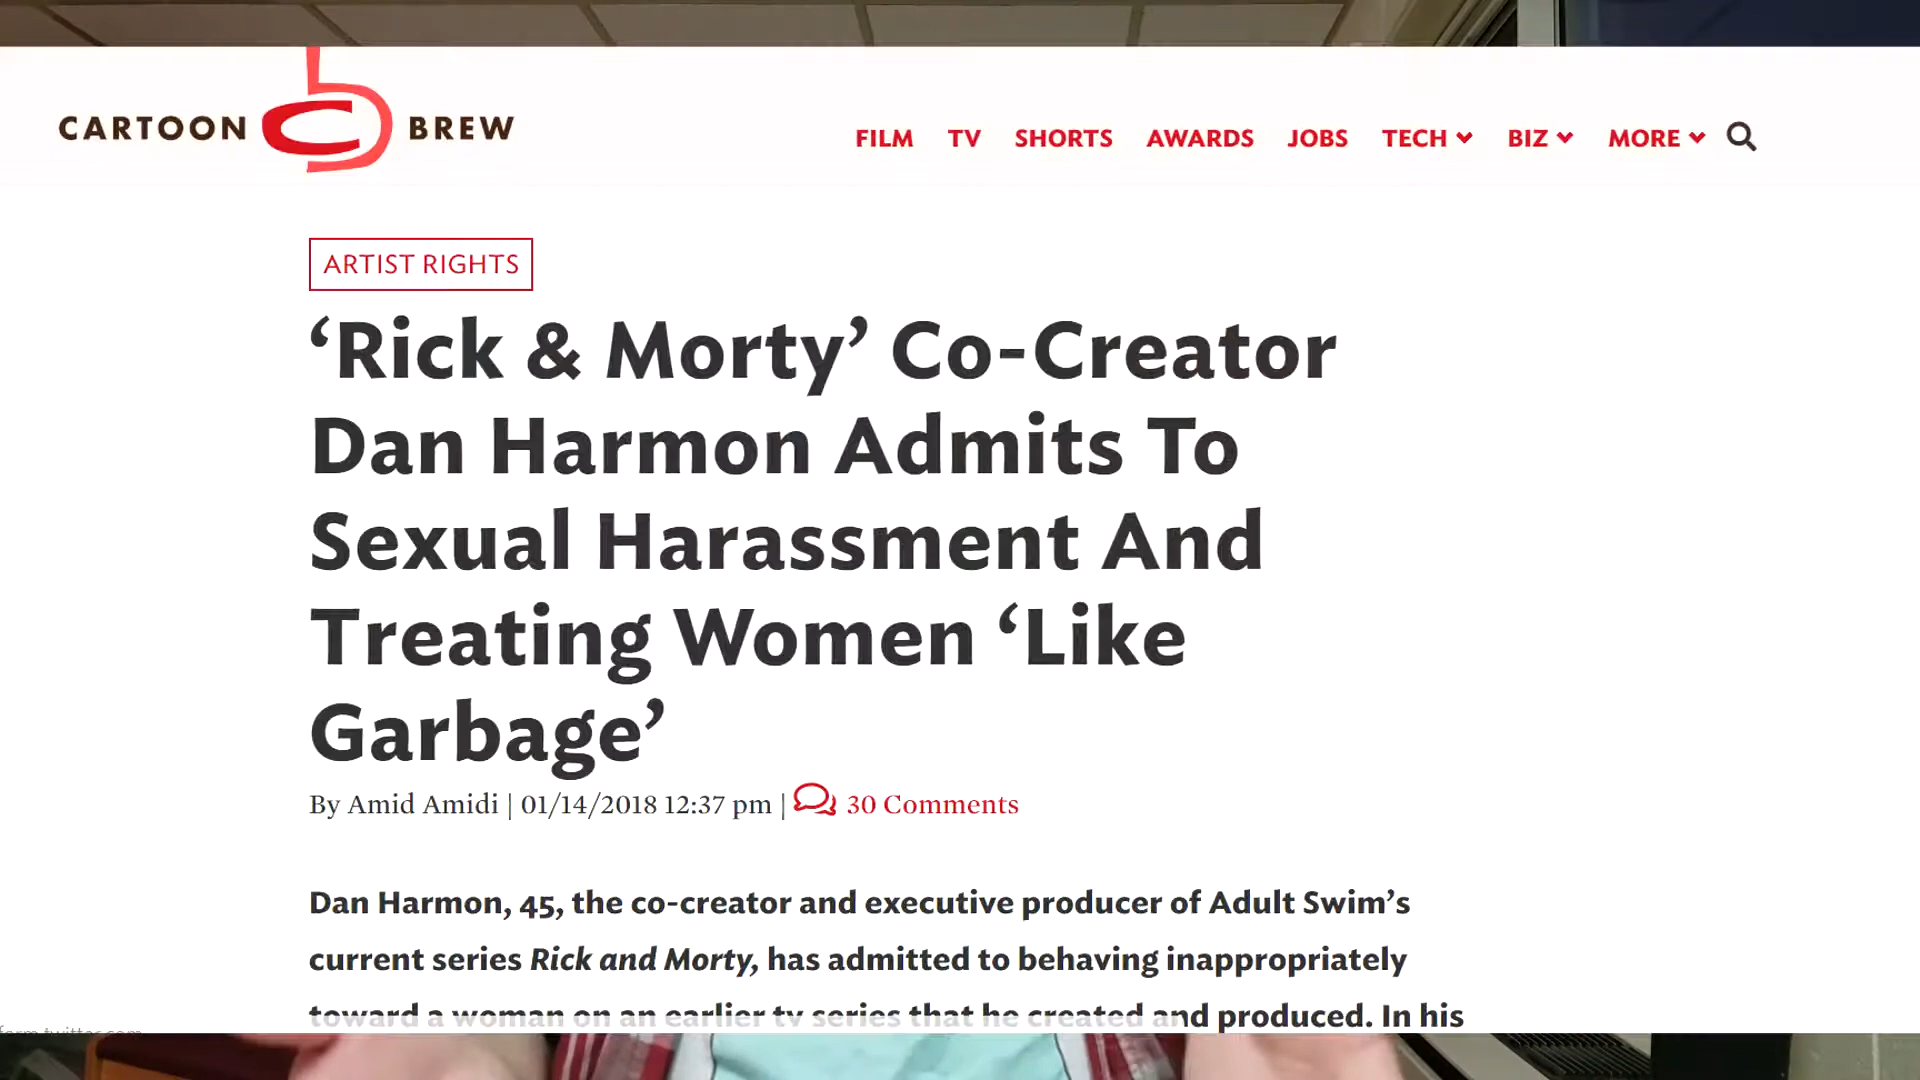 CARTOON BREW
FILM TV SHORTS AWARDS JOBS TECH BIZ MORE
ARTIST RIGHTS
‘Rick & Morty’ Co-Creator
Dan Harmon Admits To
Sexual Harassment And
Treating Women ‘Like
Garbage’
By Amid Amidi | 01/14/2018 12:37 pm | 30 Comments
Dan Harmon, 45, the co-creator and executive producer of Adult Swim’s
current series Rick and Morty, has admitted to behaving inappropriately
toward a woman on an earlier tv series that he created and produced. In his